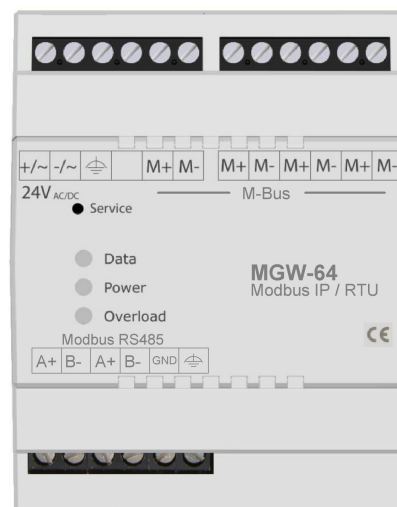 +/~ -/~ M+ M- M+ M- M+ M- M+ M-
24V AC/DC M-Bus
Service
Data
Power
Overload
MGW-64
Modbus IP / RTU
CE
Modbus RS485
A+ B- A+ B- GND